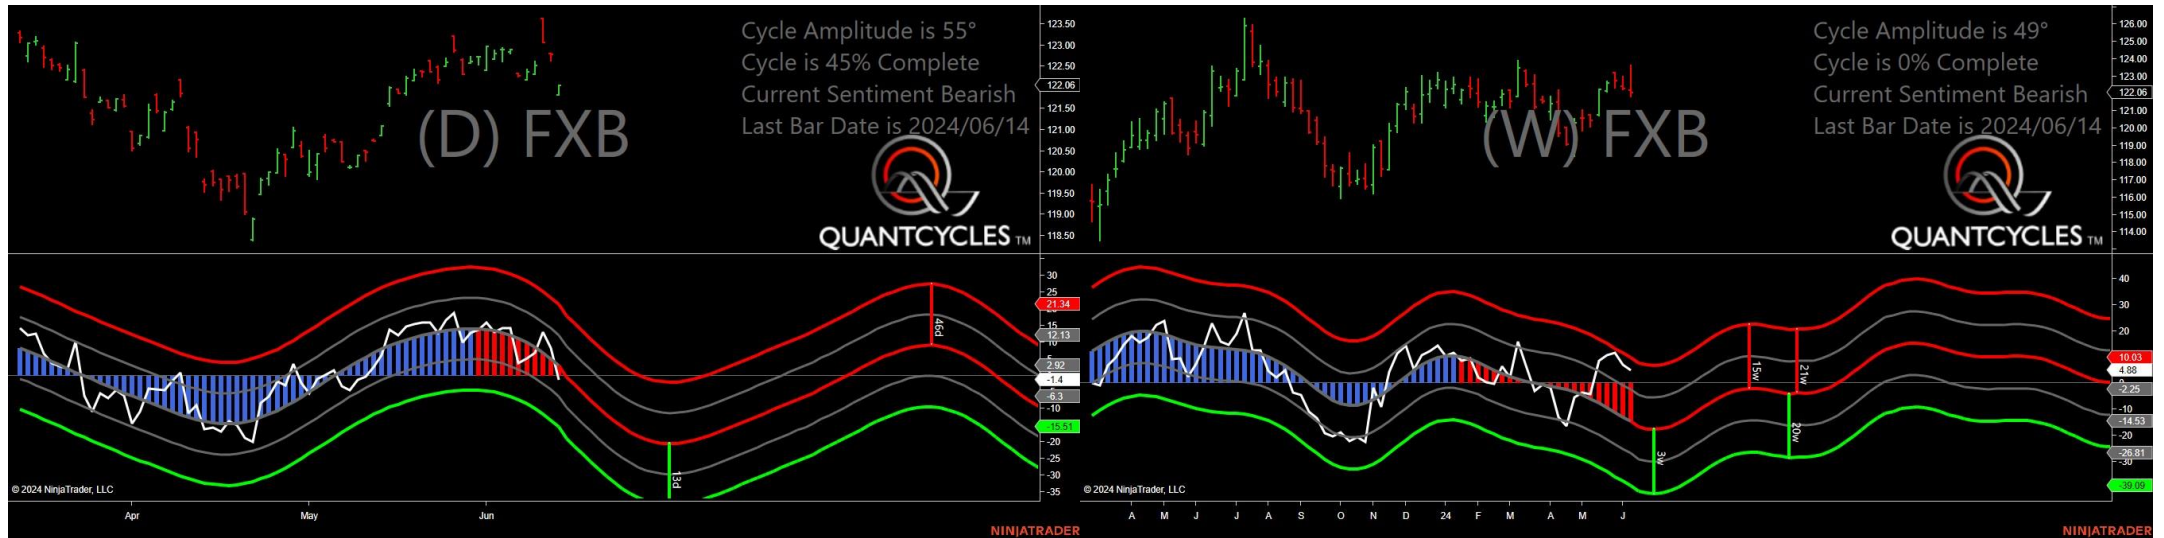 Cycle Amplitude is 55°
Cycle is 45% Complete
Current Sentiment Bearish
Last Bar Date is 2024/06/14
(D) FXB
QUANTCYCLES TM
123.50
123.00
122.50
122.06
121.50
121.00
120.50
120.00
119.50
119.00
118.50
30
25
21.34
15
12.13
10
2.92
-1.4
-6.3
-10
-15.51
-20
-25
-30
-35
46d
13d
© 2024 NinjaTrader, LLC
Apr
May
Jun
NINJATRADER
Cycle Amplitude is 49°
Cycle is 0% Complete
Current Sentiment Bearish
Last Bar Date is 2024/06/14
(W) FXB
QUANTCYCLES TM
126.00
125.00
124.00
123.00
122.06
121.00
120.00
119.00
118.00
117.00
116.00
115.00
114.00
40
30
20
10.03
4.88
-2.25
-10
-14.53
-20
-26.81
-30
-39.09
3w
15w
20w
21w
© 2024 NinjaTrader, LLC
A M J J A S O N D 24 F M A M J
NINJATRADER